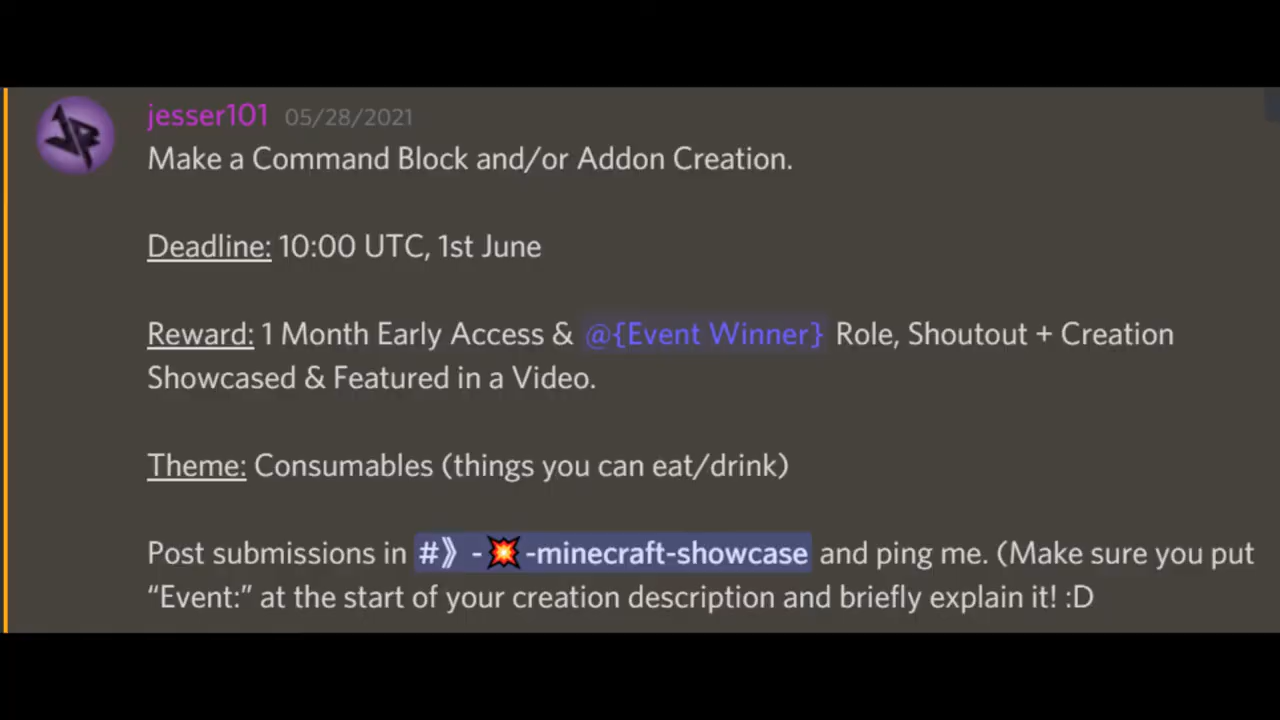 jesser101 05/28/2021
Make a Command Block and/or Addon Creation.
Deadline: 10:00 UTC, 1st June
Reward: 1 Month Early Access & @{Event Winner} Role, Shoutout + Creation
Showcased & Featured in a Video.
Theme: Consumables (things you can eat/drink)
Post submissions in #》-💥-minecraft-showcase and ping me. (Make sure you put
“Event:” at the start of your creation description and briefly explain it! :D